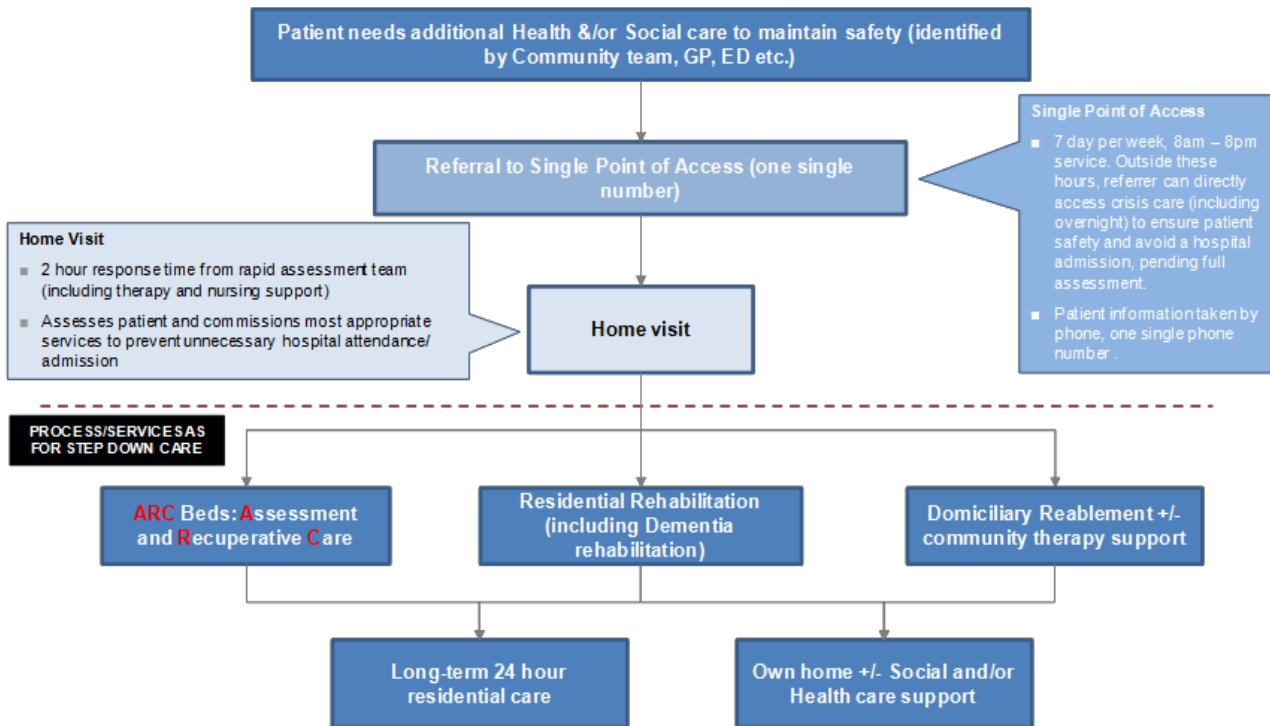 Patient needs additional Health &/or Social care to maintain safety (identified
by Community team, GP, ED etc.)
Referral to Single Point of Access (one single
number)
Single Point of Access
■ 7 day per week, 8am – 8pm
service. Outside these
hours, referrer can directly
access crisis care (including
overnight) to ensure patient
safety and avoid a hospital
admission, pending full
assessment.
■ Patient information taken by
phone, one single phone
number .
Home Visit
■ 2 hour response time from rapid assessment team
(including therapy and nursing support)
■ Assesses patient and commissions most appropriate
services to prevent unnecessary hospital attendance/
admission
Home visit
PROCESS/SERVICES AS
FOR STEP DOWN CARE
ARC Beds: Assessment
and Recuperative Care
Residential Rehabilitation
(including Dementia
rehabilitation)
Domiciliary Reablement +/-
community therapy support
Long-term 24 hour
residential care
Own home +/- Social and/or
Health care support